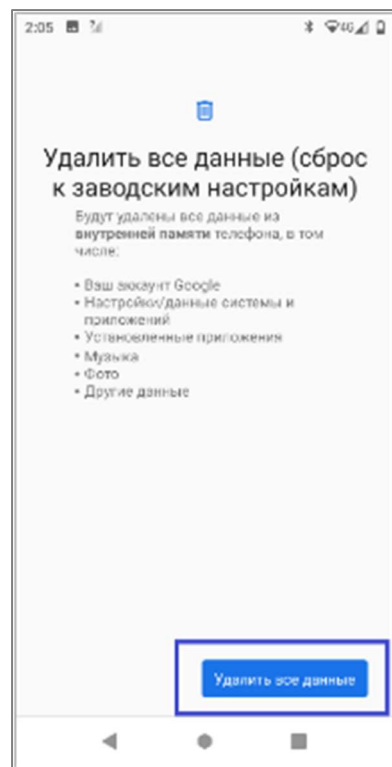 2:05
4G
Удалить все данные (сброс
к заводским настройкам)
Будут удалены все данные из
внутренней памяти телефона, в том
числе:
• Ваш аккаунт Google
• Настройки/данные системы и
приложений
• Установленные приложения
• Музыка
• Фото
• Другие данные
Удалить все данные